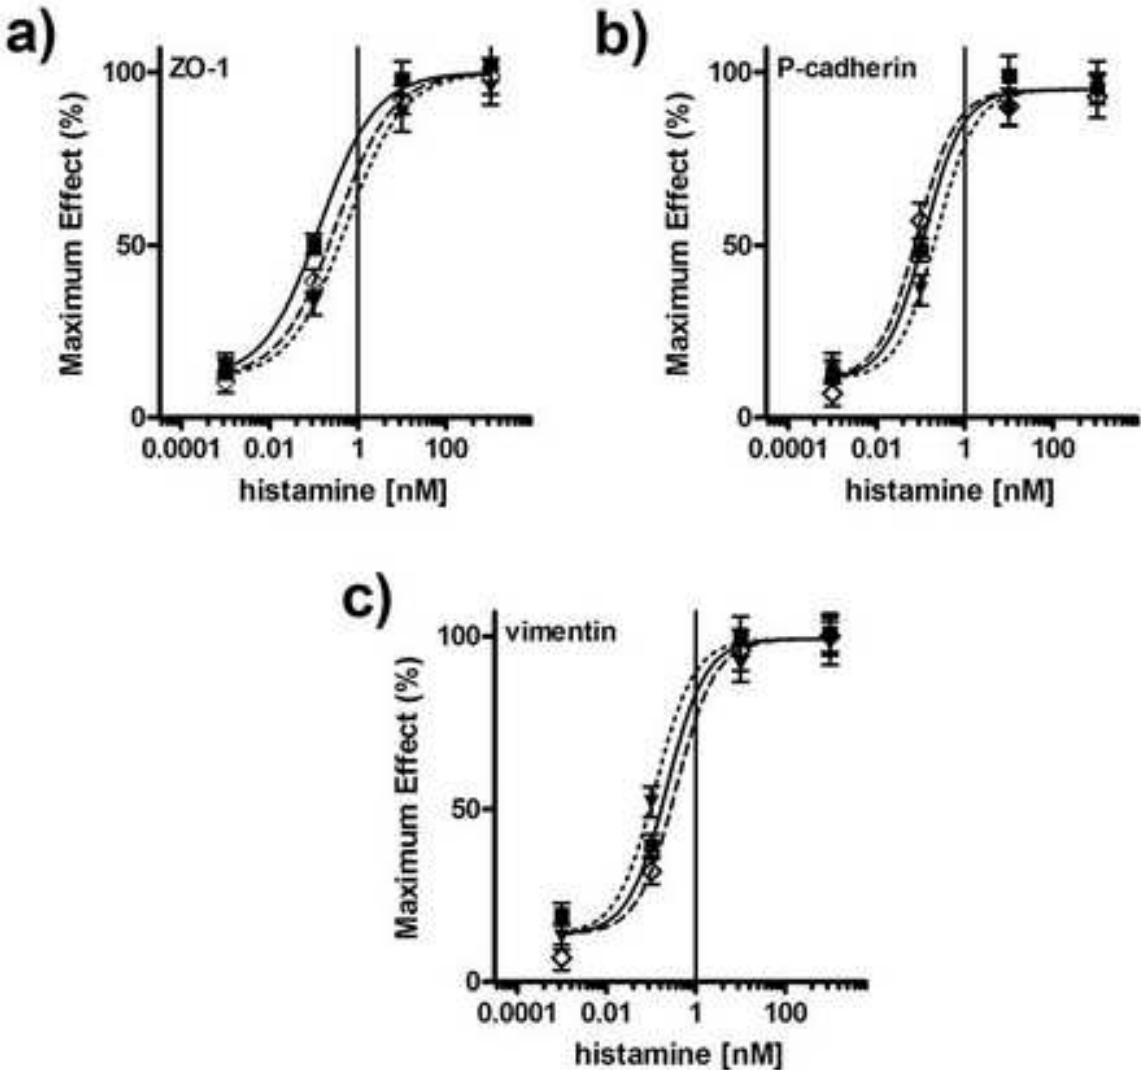 a)
ZO-1
100
50
0
Maximum Effect (%)
0.0001 0.01 1 100
histamine [nM]
b)
P-cadherin
100
50
0
Maximum Effect (%)
0.0001 0.01 1 100
histamine [nM]
c)
vimentin
100
50
0
Maximum Effect (%)
0.0001 0.01 1 100
histamine [nM]